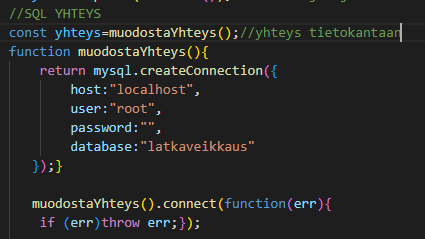 //SQL YHTEYS
const yhteys=muodostaYhteys();//yhteys tietokantaan
function muodostaYhteys(){
return mysql.createConnection({
host:"localhost",
user:"root",
password:"",
database:"latkaveikkaus"
});}
muodostaYhteys().connect(function(err){
if (err)throw err;});